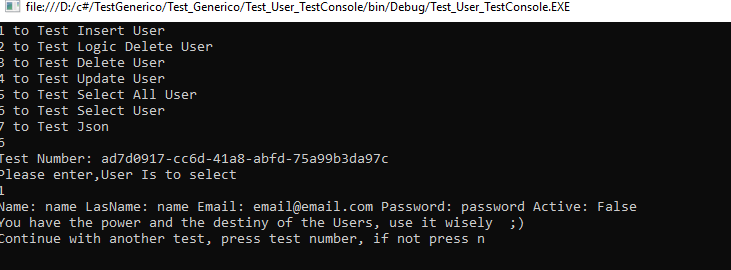 file:///D:/c#/TestGenerico/Test_Generico/Test_User_TestConsole/bin/Debug/Test_User_TestConsole.EXE
1 to Test Insert User
2 to Test Logic Delete User
3 to Test Delete User
4 to Test Update User
5 to Test Select All User
6 to Test Select User
7 to Test Json
6
Test Number: ad7d0917-cc6d-41a8-abfd-75a99b3da97c
Please enter,User Is to select
1
Name: name LasName: name Email: email@email.com Password: password Active: False
You have the power and the destiny of the Users, use it wisely  ;)
Continue with another test, press test number, if not press n